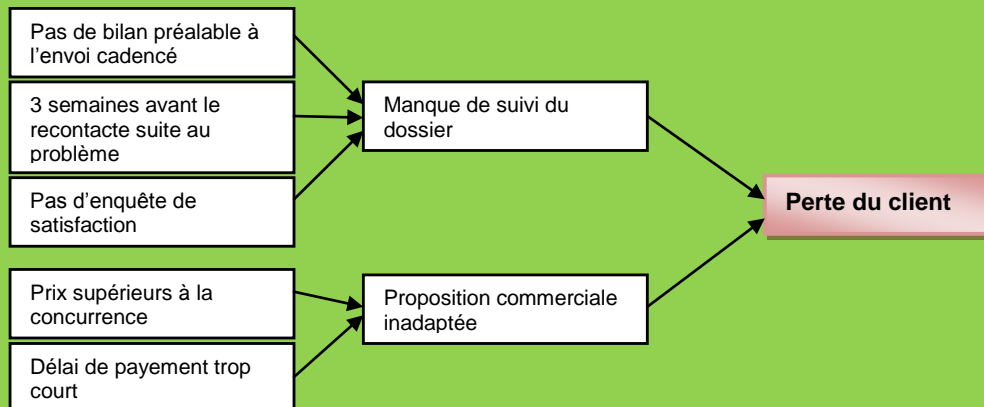 Pas de bilan préalable à
l'envoi cadencé
3 semaines avant le
recontacte suite au
problème
Pas d'enquête de
satisfaction
Manque de suivi du
dossier
Perte du client
Prix supérieurs à la
concurrence
Délai de payement trop
court
Proposition commerciale
inadaptée